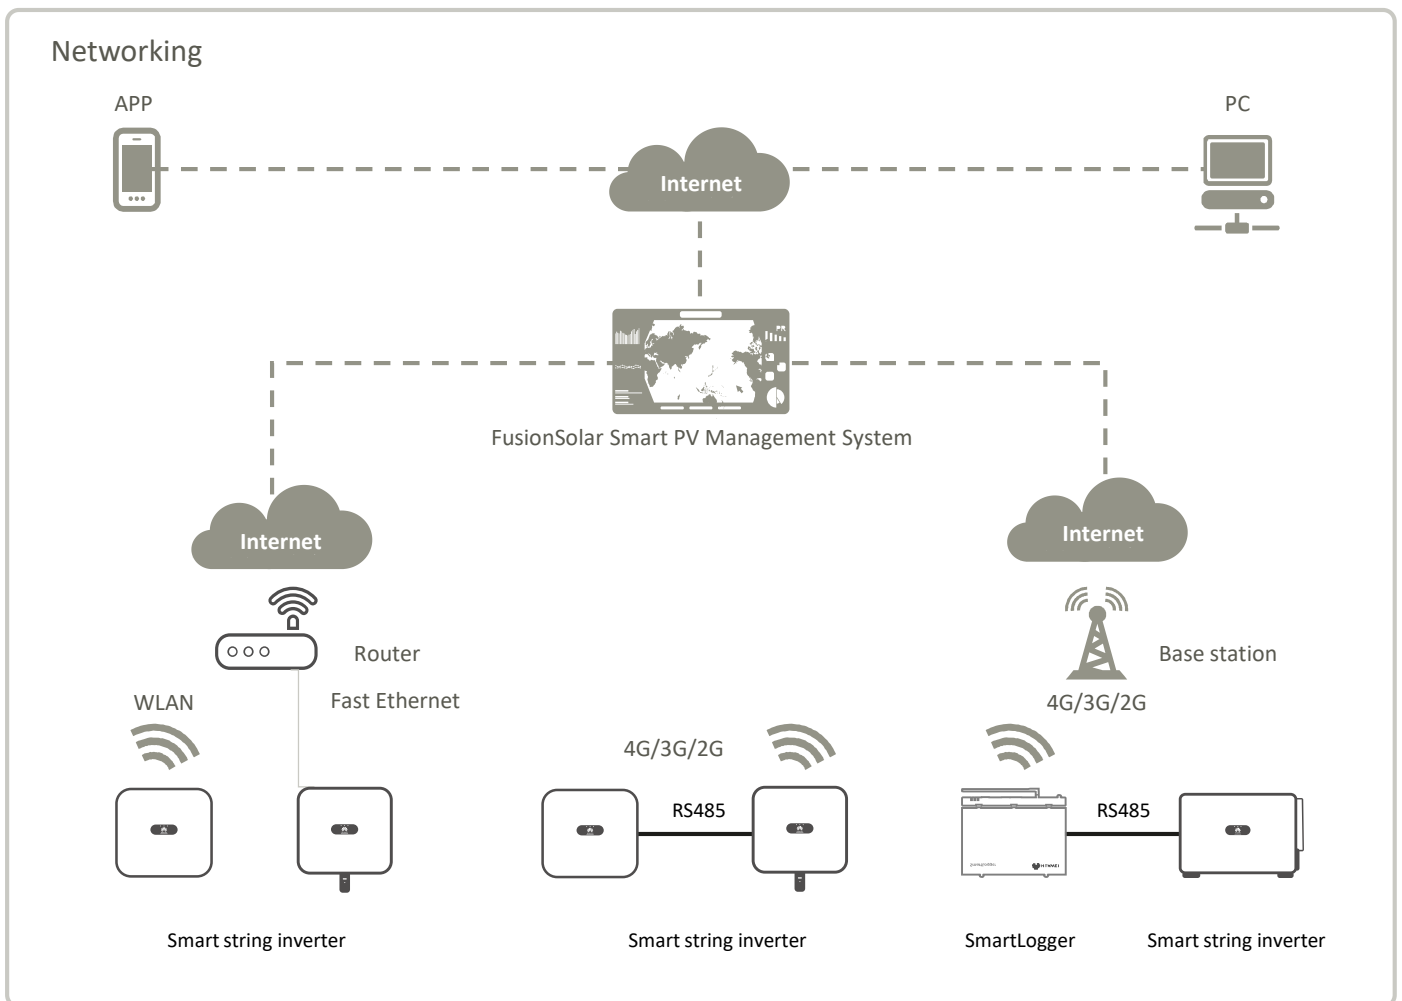 Networking
APP
PC
Internet
PR
FusionSolar Smart PV Management System
Internet
Internet
Router
Base station
WLAN
Fast Ethernet
4G/3G/2G
4G/3G/2G
RS485
RS485
Smart string inverter
Smart string inverter
SmartLogger
Smart string inverter